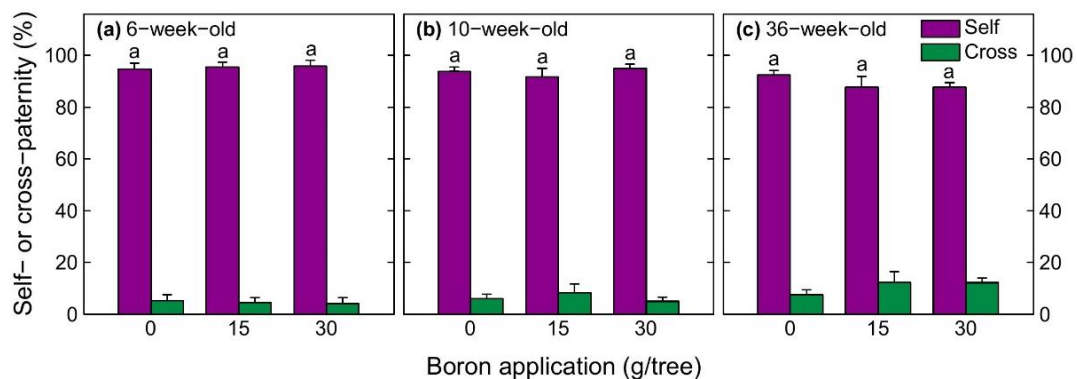 Self- or cross-paternity (%)
(a) 6-week-old
(b) 10-week-old
(c) 36-week-old
Self
Cross
100
80
60
40
20
0
a a a
a a a
a a a
100
80
60
40
20
0
0 15 30
0 15 30
0 15 30
Boron application (g/tree)